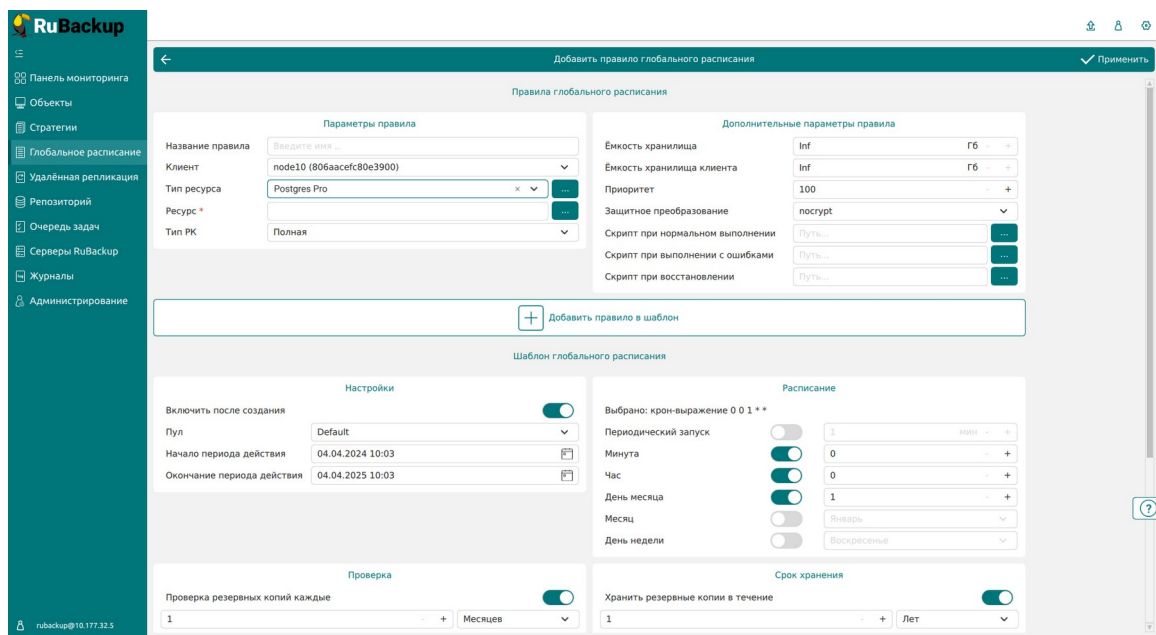 RuBackup
Панель мониторинга
Объекты
Стратегии
Глобальное расписание
Удалённая репликация
Репозиторий
Очередь задач
Серверы RuBackup
Журналы
Администрирование
rubackup@10.177.32.5
Добавить правило глобального расписания
Применить
Правила глобального расписания
Параметры правила
Название правила Введите имя ...
Клиент node10 (806aacefc80e3900)
Тип ресурса Postgres Pro × ...
Ресурс * ...
Тип РК Полная
Дополнительные параметры правила
Ёмкость хранилища Inf Гб - +
Ёмкость хранилища клиента Inf Гб - +
Приоритет 100 - +
Защитное преобразование nocrypt
Скрипт при нормальном выполнении Путь... ...
Скрипт при выполнении с ошибками Путь... ...
Скрипт при восстановлении Путь... ...
+ Добавить правило в шаблон
Шаблон глобального расписания
Настройки
Включить после создания
Пул Default
Начало периода действия 04.04.2024 10:03
Окончание периода действия 04.04.2025 10:03
Расписание
Выбрано: крон-выражение 0 0 1 * *
Периодический запуск 1 мин - +
Минута 0 - +
Час 0 - +
День месяца 1 - +
Месяц Январь
День недели Воскресенье
?
Проверка
Проверка резервных копий каждые
1 - + Месяцев
Срок хранения
Хранить резервные копии в течение
1 - + Лет